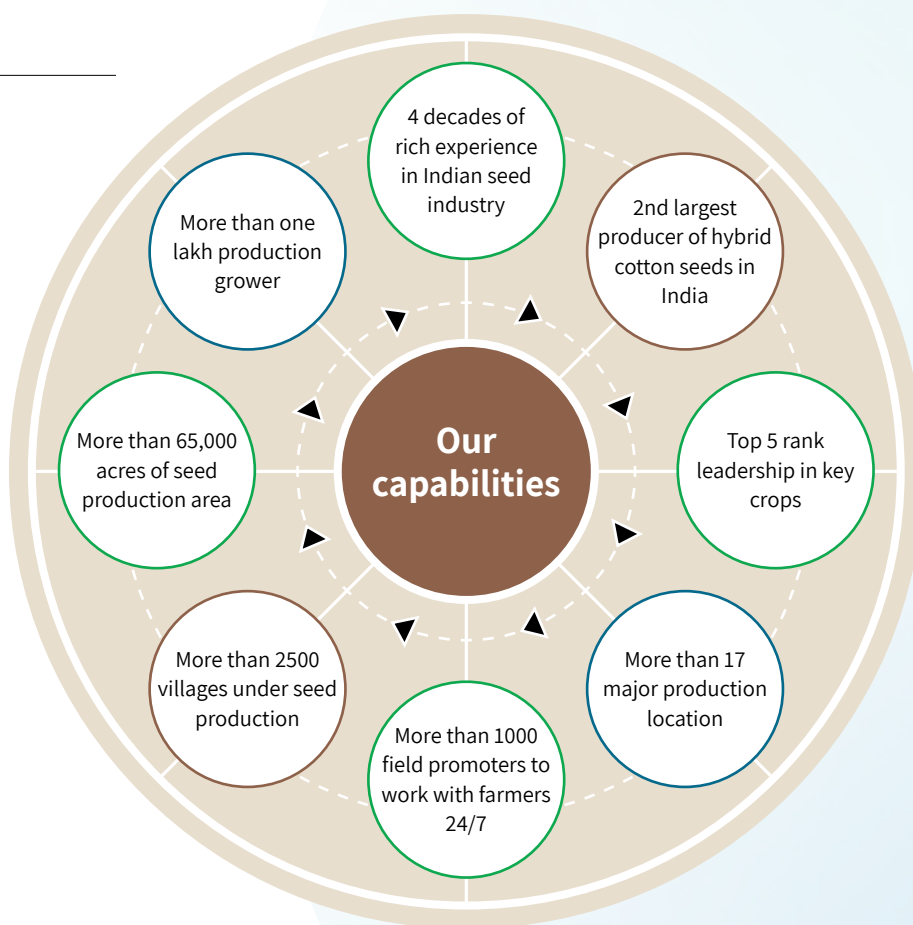 Our
capabilities
4 decades of
rich experience
in Indian seed
industry
2nd largest
producer of hybrid
cotton seeds in
India
Top 5 rank
leadership in key
crops
More than 17
major production
location
More than 1000
field promoters to
work with farmers
24/7
More than 2500
villages under seed
production
More than 65,000
acres of seed
production area
More than one
lakh production
grower